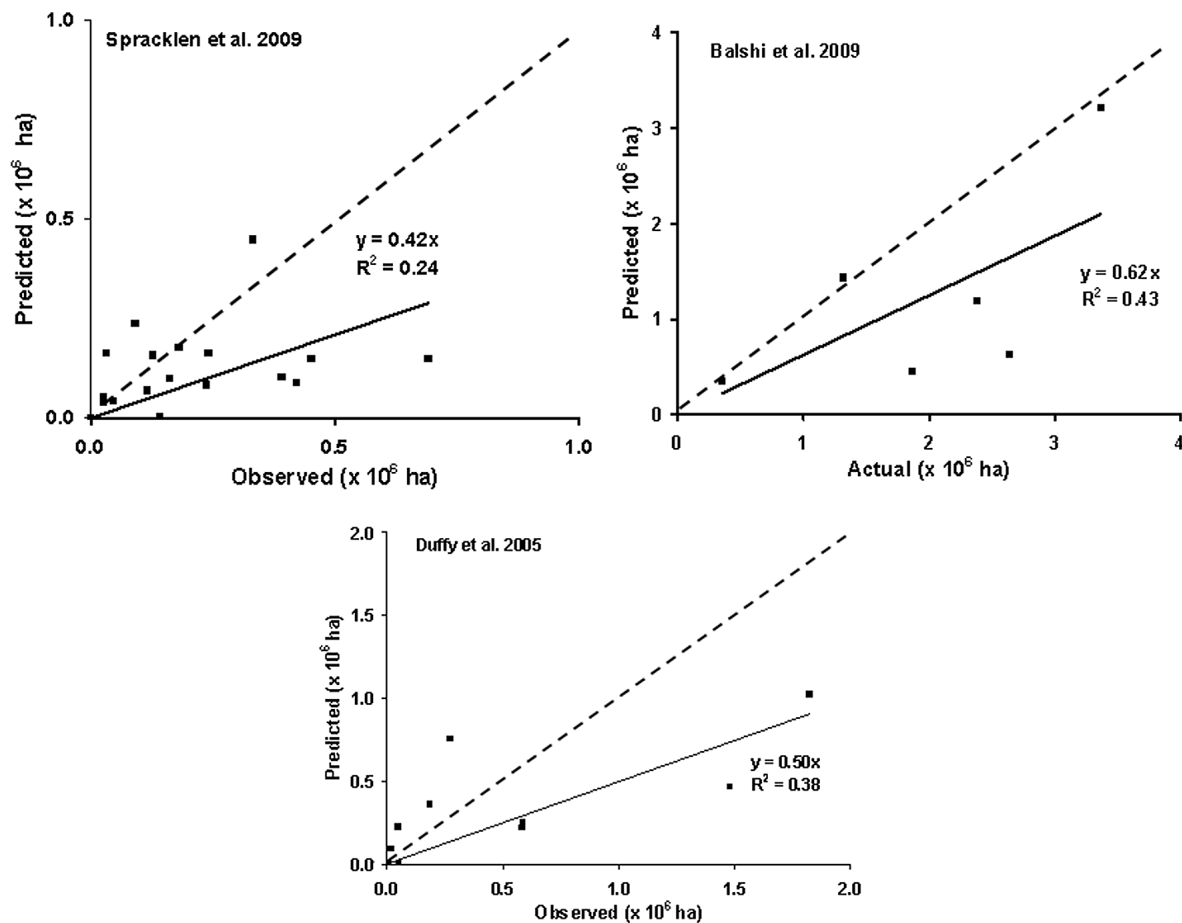 Spracklen et al. 2009
1.0
0.5
0.0
Predicted (x 10⁶ ha)
y = 0.42x
R² = 0.24
0.0 0.5 1.0
Observed (x 10⁶ ha)
Balshi et al. 2009
4
3
2
1
0
Predicted (x 10⁶ ha)
y = 0.62x
R² = 0.43
0 1 2 3 4
Actual (x 10⁶ ha)
Duffy et al. 2005
2.0
1.5
1.0
0.5
0.0
Predicted (x 10⁶ ha)
y = 0.50x
R² = 0.38
0.0 0.5 1.0 1.5 2.0
Observed (x 10⁶ ha)